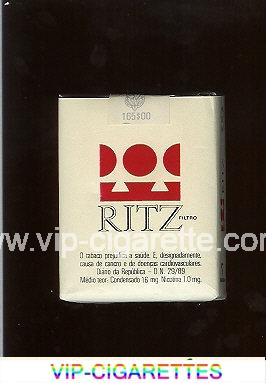 165$00
RITZ FILTRO
www.vip-cigarette.com
O tabaco prejudica a saúde. E, designadamente,
causa de cancro e de doenças cardiovasculares.
Diário da República - D.N. 29/89
Médio teor: Condensado 16 mg Nicotina 1.0 mg.
VIP-CIGARETTES